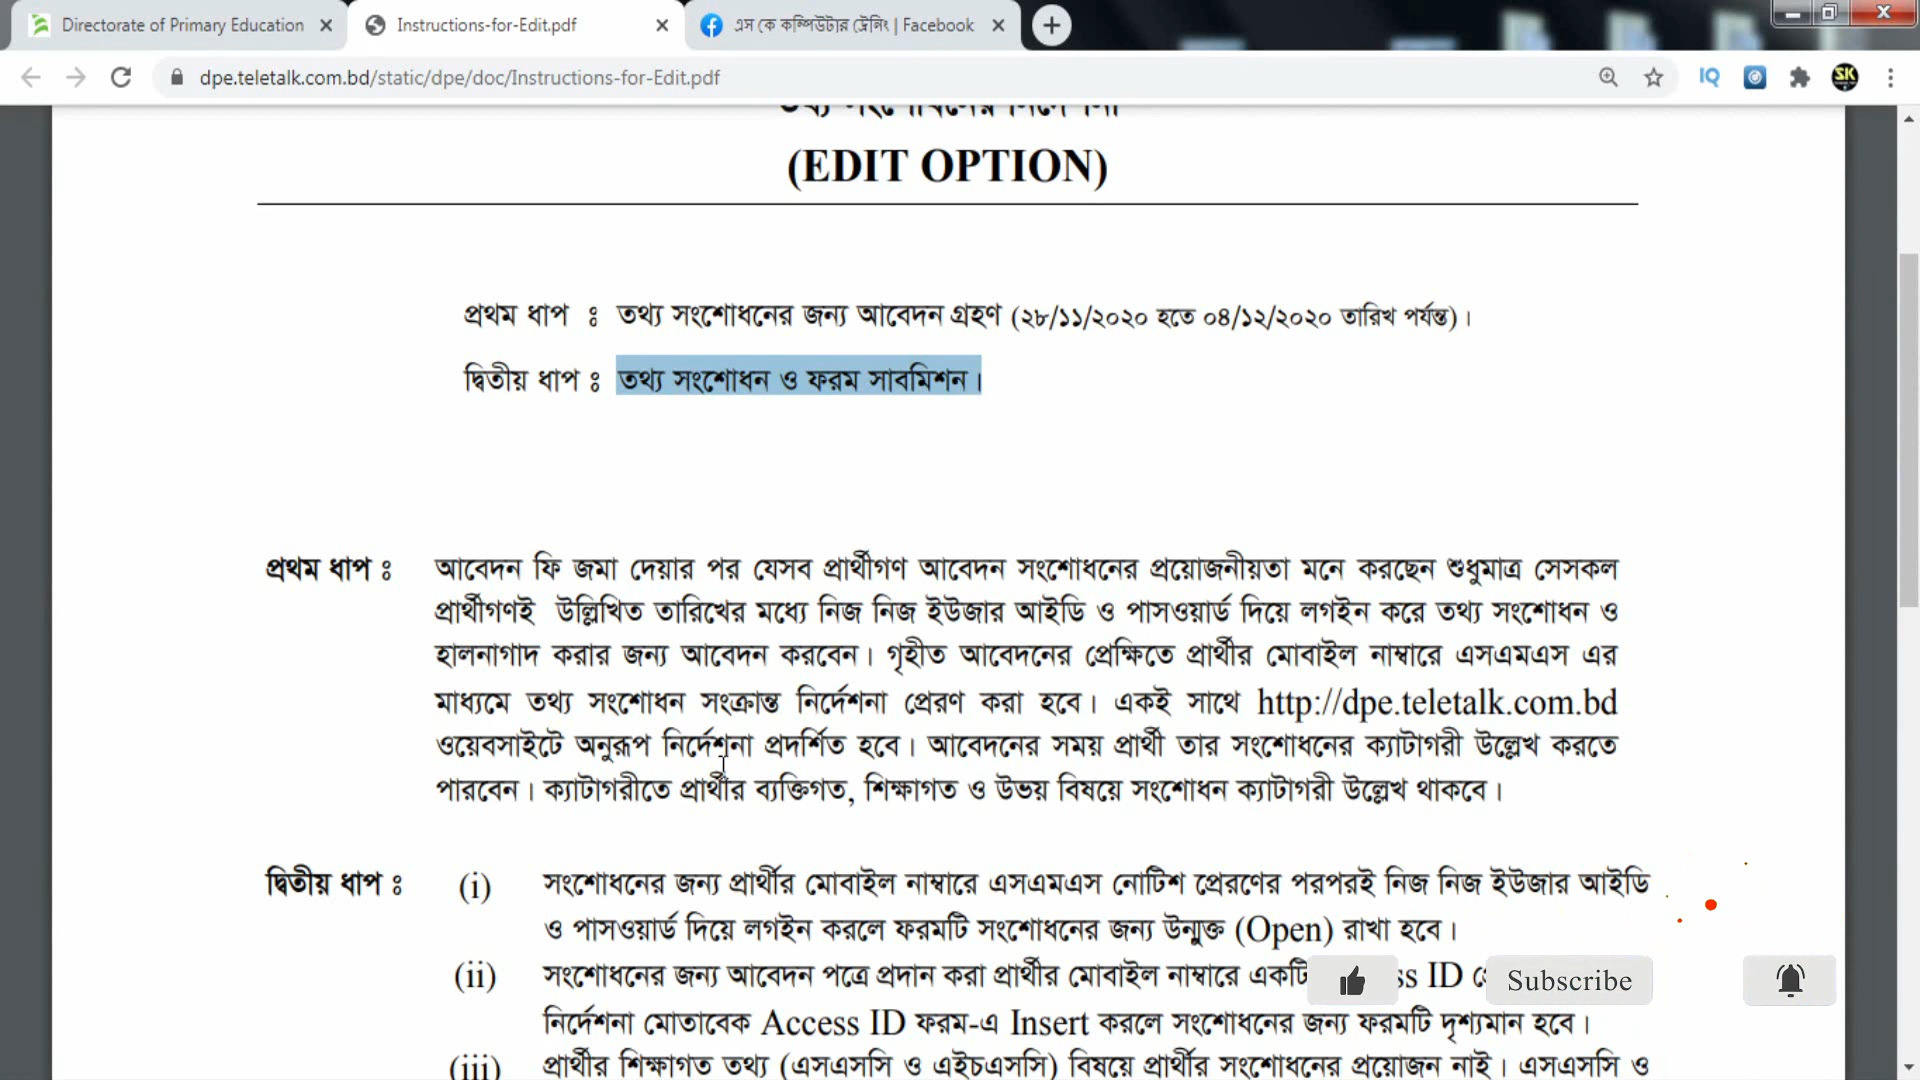 Directorate of Primary Education
Instructions-for-Edit.pdf
এস কে কম্পিউটার ট্রেনিং | Facebook
dpe.teletalk.com.bd/static/dpe/doc/Instructions-for-Edit.pdf
IQ
SK
তথ্য সংশোধনের নির্দেশনা
(EDIT OPTION)
প্রথম ধাপ ঃ তথ্য সংশোধনের জন্য আবেদন গ্রহণ (২৮/১১/২০২০ হতে ০৪/১২/২০২০ তারিখ পর্যন্ত)।
দ্বিতীয় ধাপ ঃ তথ্য সংশোধন ও ফরম সাবমিশন।
প্রথম ধাপ ঃ আবেদন ফি জমা দেয়ার পর যেসব প্রার্থীগণ আবেদন সংশোধনের প্রয়োজনীয়তা মনে করছেন শুধুমাত্র সেসকল
প্রার্থীগণই উল্লিখিত তারিখের মধ্যে নিজ নিজ ইউজার আইডি ও পাসওয়ার্ড দিয়ে লগইন করে তথ্য সংশোধন ও
হালনাগাদ করার জন্য আবেদন করবেন। গৃহীত আবেদনের প্রেক্ষিতে প্রার্থীর মোবাইল নাম্বারে এসএমএস এর
মাধ্যমে তথ্য সংশোধন সংক্রান্ত নির্দেশনা প্রেরণ করা হবে। একই সাথে http://dpe.teletalk.com.bd
ওয়েবসাইটে অনুরূপ নির্দেশনা প্রদর্শিত হবে। আবেদনের সময় প্রার্থী তার সংশোধনের ক্যাটাগরী উল্লেখ করতে
পারবেন। ক্যাটাগরীতে প্রার্থীর ব্যক্তিগত, শিক্ষাগত ও উভয় বিষয়ে সংশোধন ক্যাটাগরী উল্লেখ থাকবে।
দ্বিতীয় ধাপ ঃ (i) সংশোধনের জন্য প্রার্থীর মোবাইল নাম্বারে এসএমএস নোটিশ প্রেরণের পরপরই নিজ নিজ ইউজার আইডি
ও পাসওয়ার্ড দিয়ে লগইন করলে ফরমটি সংশোধনের জন্য উন্মুক্ত (Open) রাখা হবে।
(ii) সংশোধনের জন্য আবেদন পত্রে প্রদান করা প্রার্থীর মোবাইল নাম্বারে একটি ID
Subscribe
নির্দেশনা মোতাবেক Access ID ফরম-এ Insert করলে সংশোধনের জন্য ফরমটি দৃশ্যমান হবে।
(iii) প্রার্থীর শিক্ষাগত তথ্য (এসএসসি ও এইচএসসি) বিষয়ে প্রার্থীর সংশোধনের প্রয়োজন নাই। এসএসসি ও